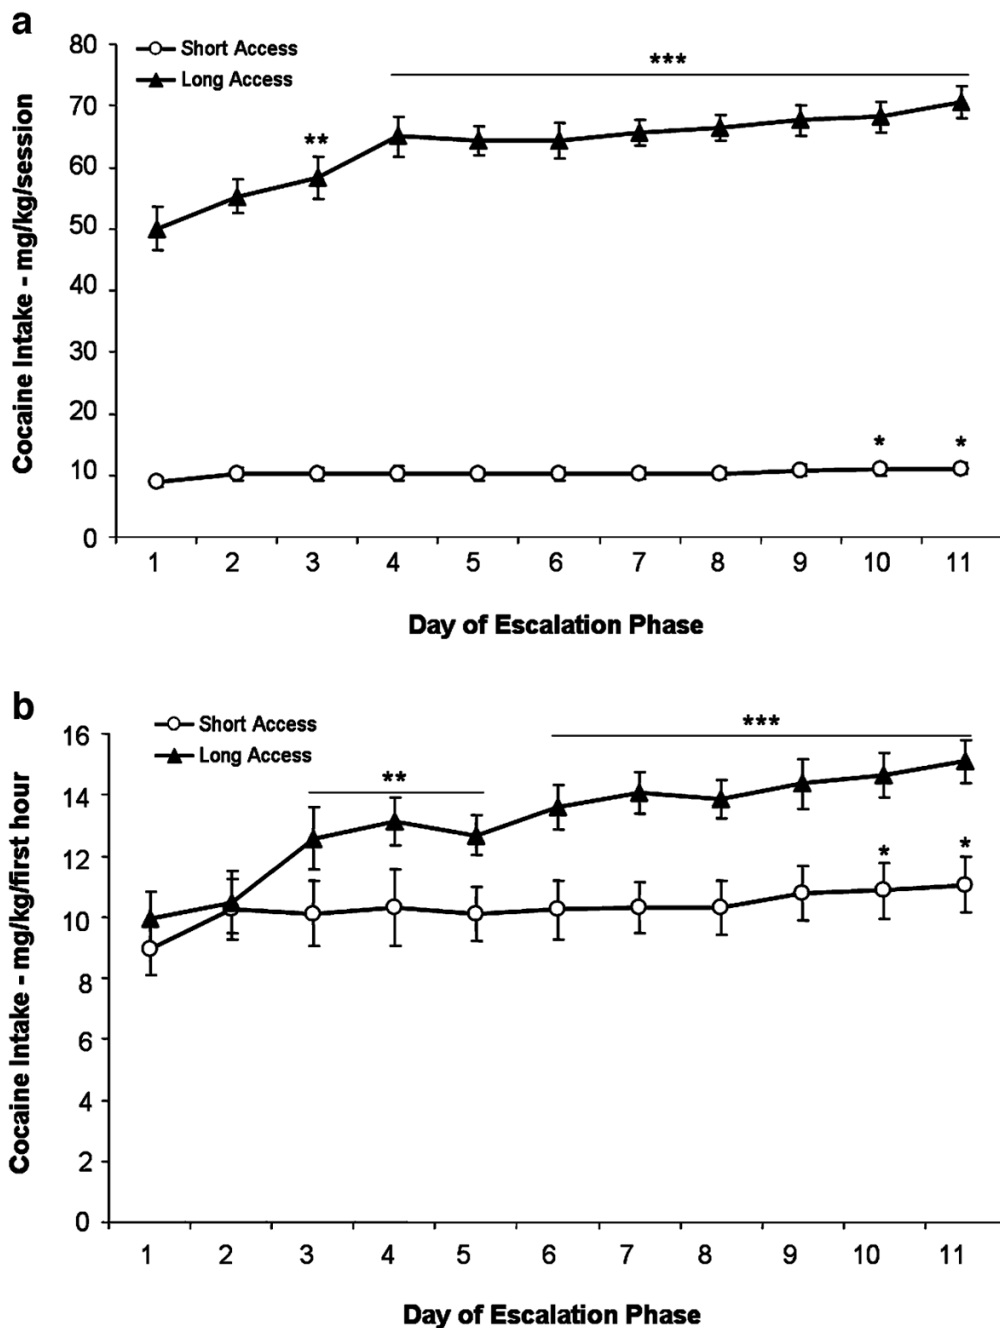 a
80
70
60
50
40
30
20
10
0
Cocaine Intake - mg/kg/session
Short Access
Long Access
**
***
* *
1 2 3 4 5 6 7 8 9 10 11
Day of Escalation Phase
b
16
14
12
10
8
6
4
2
0
Cocaine Intake - mg/kg/first hour
Short Access
Long Access
**
***
* *
1 2 3 4 5 6 7 8 9 10 11
Day of Escalation Phase